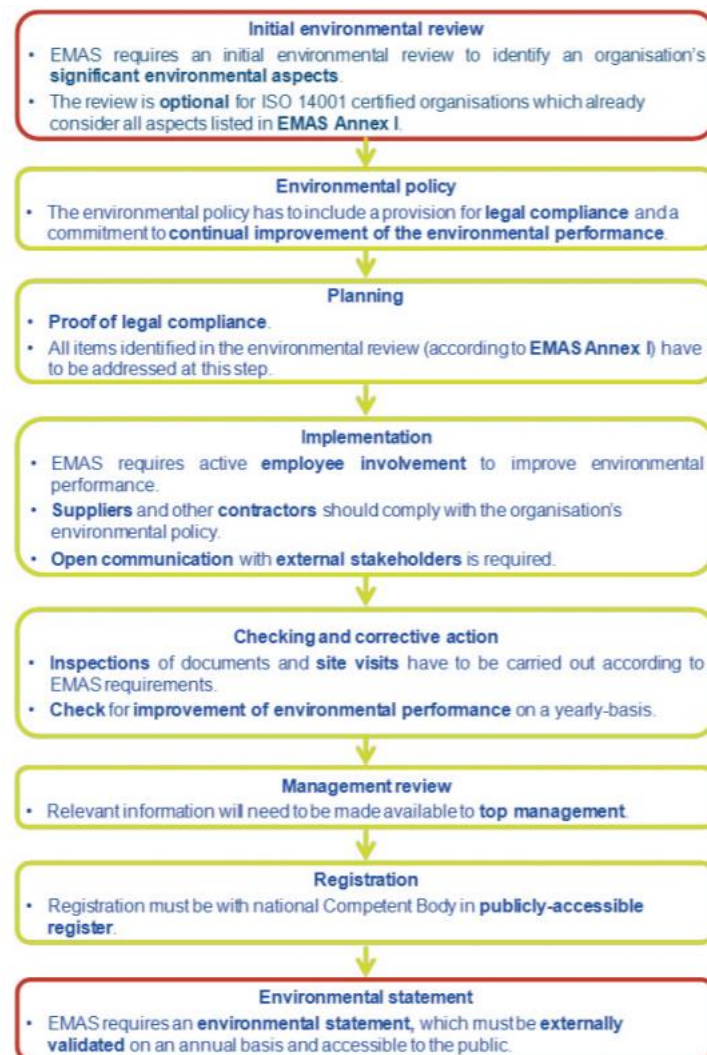 Initial environmental review
• EMAS requires an initial environmental review to identify an organisation's
significant environmental aspects.
• The review is optional for ISO 14001 certified organisations which already
consider all aspects listed in EMAS Annex I.
Environmental policy
• The environmental policy has to include a provision for legal compliance and a
commitment to continual improvement of the environmental performance.
Planning
• Proof of legal compliance.
• All items identified in the environmental review (according to EMAS Annex I) have
to be addressed at this step.
Implementation
• EMAS requires active employee involvement to improve environmental
performance.
• Suppliers and other contractors should comply with the organisation's
environmental policy.
• Open communication with external stakeholders is required.
Checking and corrective action
• Inspections of documents and site visits have to be carried out according to
EMAS requirements.
• Check for improvement of environmental performance on a yearly-basis.
Management review
• Relevant information will need to be made available to top management.
Registration
• Registration must be with national Competent Body in publicly-accessible
register.
Environmental statement
• EMAS requires an environmental statement, which must be externally
validated on an annual basis and accessible to the public.